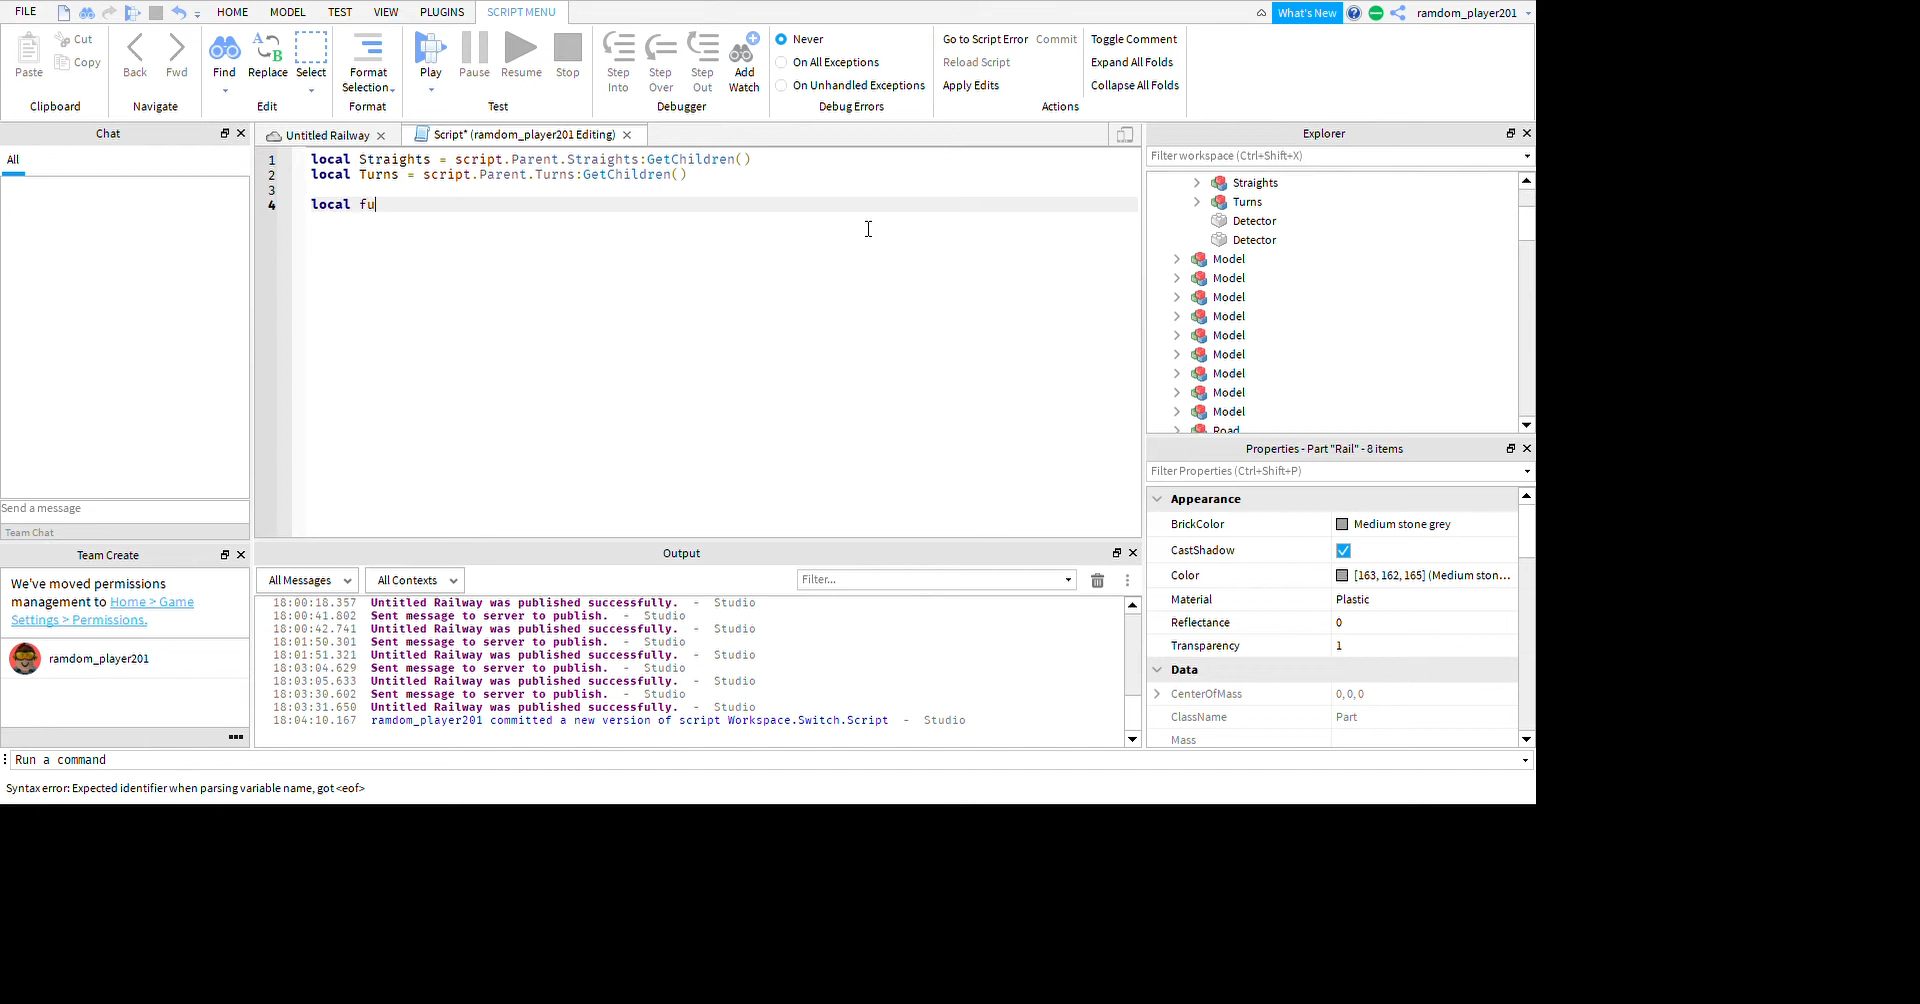 FILE
HOME
MODEL
TEST
VIEW
PLUGINS
SCRIPT MENU
What's New
ramdom_player201
Paste
Cut
Copy
Clipboard
Back
Fwd
Navigate
Find
Replace
Select
Edit
Format
Selection
Format
Play
Pause
Resume
Stop
Test
Step
Into
Step
Over
Step
Out
Add
Watch
Debugger
Never
On All Exceptions
On Unhandled Exceptions
Debug Errors
Go to Script Error
Commit
Reload Script
Apply Edits
Toggle Comment
Expand All Folds
Collapse All Folds
Actions
Chat
All
Send a message
Team Chat
Team Create
We've moved permissions
management to Home > Game
Settings > Permissions.
ramdom_player201
Untitled Railway
Script* (ramdom_player201 Editing)
1 local Straights = script.Parent.Straights:GetChildren()
2 local Turns = script.Parent.Turns:GetChildren()
3
4 local fu
Output
All Messages
All Contexts
Filter...
18:00:18.357 Untitled Railway was published successfully. - Studio
18:00:41.802 Sent message to server to publish. - Studio
18:00:42.741 Untitled Railway was published successfully. - Studio
18:01:50.301 Sent message to server to publish. - Studio
18:01:51.321 Untitled Railway was published successfully. - Studio
18:03:04.629 Sent message to server to publish. - Studio
18:03:05.633 Untitled Railway was published successfully. - Studio
18:03:30.602 Sent message to server to publish. - Studio
18:03:31.650 Untitled Railway was published successfully. - Studio
18:04:10.167 ramdom_player201 committed a new version of script Workspace.Switch.Script - Studio
Explorer
Filter workspace (Ctrl+Shift+X)
Straights
Turns
Detector
Detector
Model
Model
Model
Model
Model
Model
Model
Model
Model
Road
Properties - Part "Rail" - 8 items
Filter Properties (Ctrl+Shift+P)
Appearance
BrickColor Medium stone grey
CastShadow
Color [163, 162, 165] (Medium ston...
Material Plastic
Reflectance 0
Transparency 1
Data
CenterOfMass 0, 0, 0
ClassName Part
Mass
Run a command
Syntax error: Expected identifier when parsing variable name, got <eof>